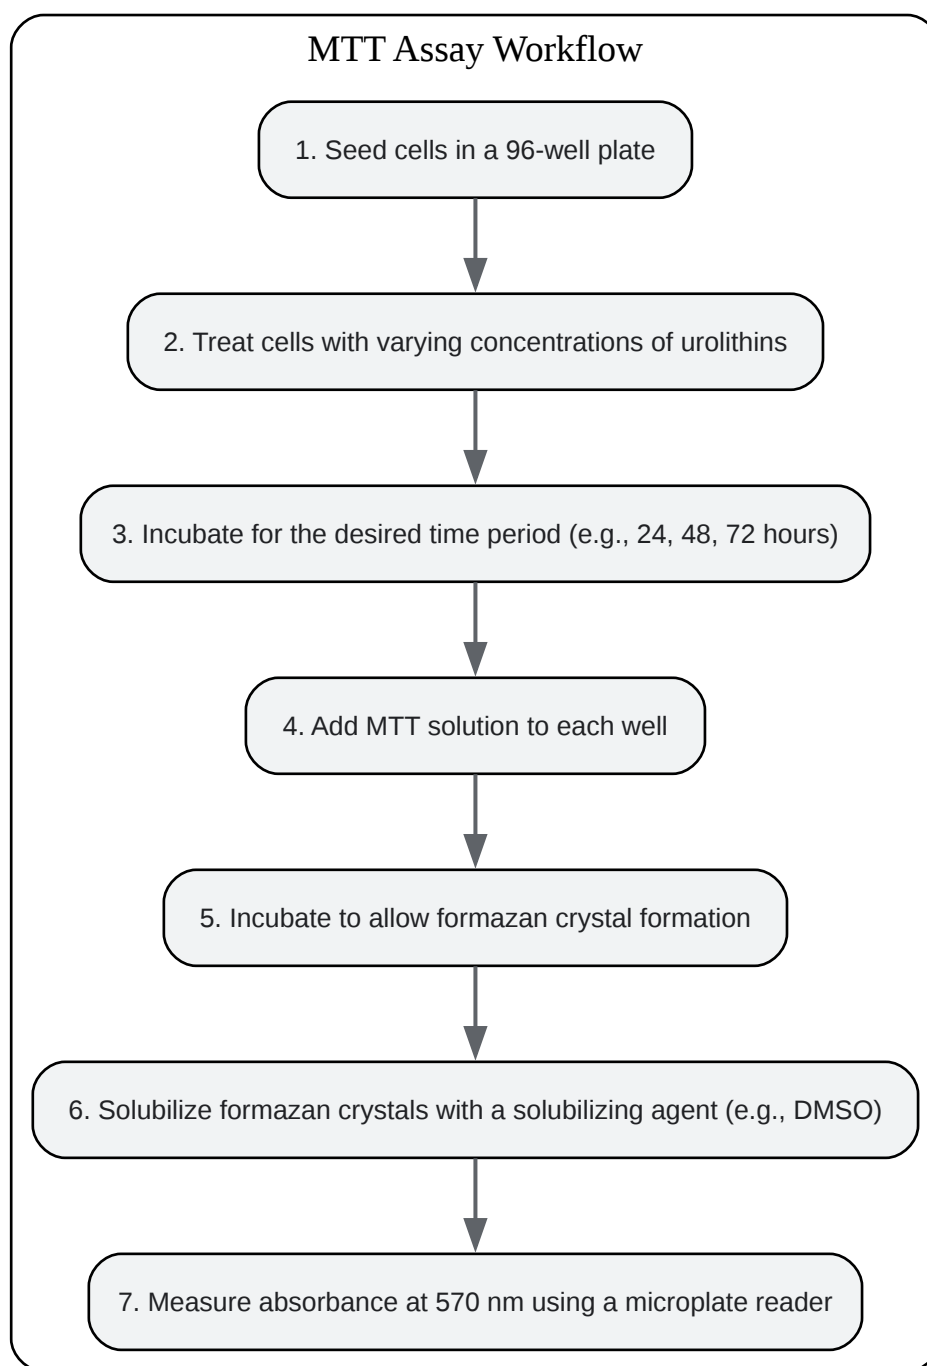 MTT Assay Workflow
1. Seed cells in a 96-well plate
2. Treat cells with varying concentrations of urolithins
3. Incubate for the desired time period (e.g., 24, 48, 72 hours)
4. Add MTT solution to each well
5. Incubate to allow formazan crystal formation
6. Solubilize formazan crystals with a solubilizing agent (e.g., DMSO)
7. Measure absorbance at 570 nm using a microplate reader